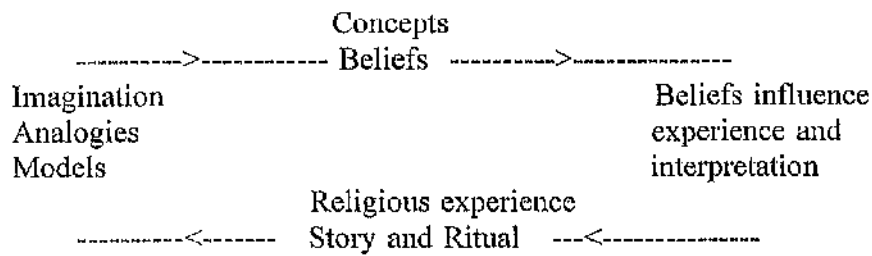 Concepts
---------->----------- Beliefs ---------->--------------
Imagination
Analogies
Models
Beliefs influence
experience and
interpretation
Religious experience
----------<------- Story and Ritual ---<--------------